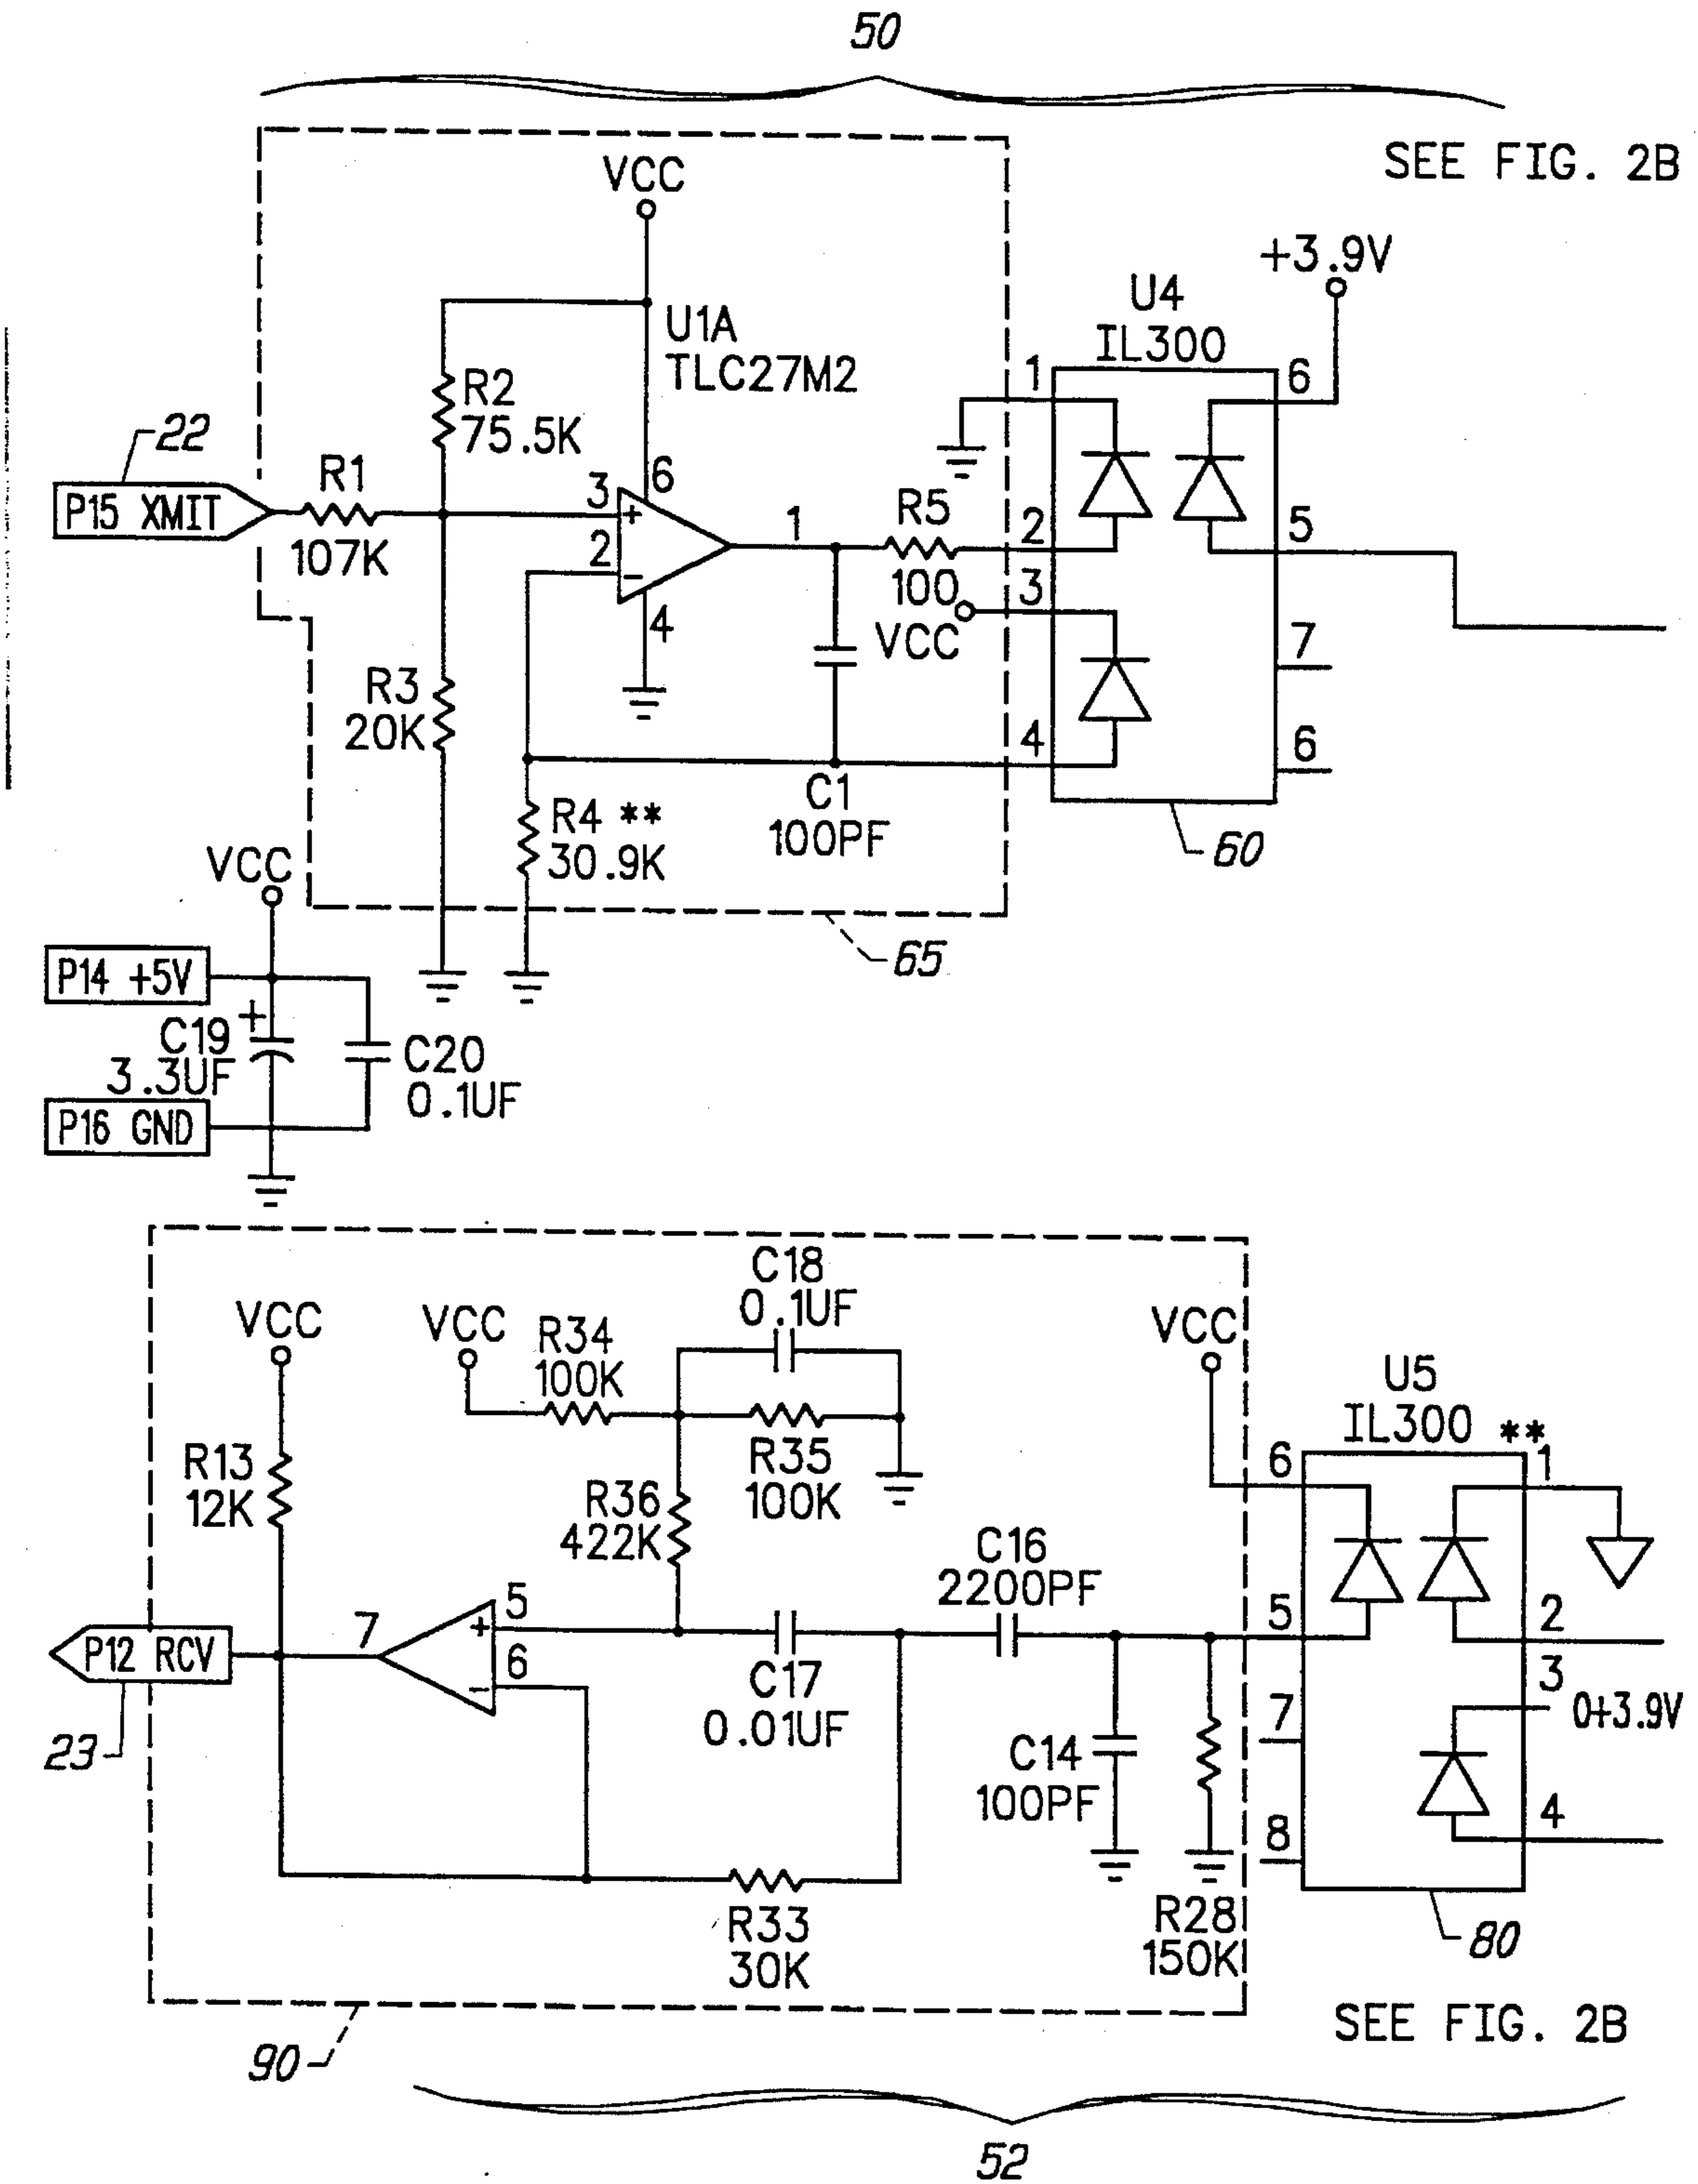 50
SEE FIG. 2B
VCC
+3.9V
U4
IL300
U1A
TLC27M2
1
6
R2
75.5K
22
P15 XMIT
R1
107K
3
6
+
2
-
4
1
R5
100
2
5
3
VCC
7
R3
20K
4
6
C1
100PF
R4 **
30.9K
60
VCC
65
P14 +5V
+
C19
3.3UF
C20
0.1UF
P16 GND
C18
0.1UF
VCC
VCC
R34
100K
VCC
U5
IL300 **
R13
12K
R35
100K
6
1
R36
422K
C16
2200PF
5
+
7
P12 RCV
6
-
5
2
C17
0.01UF
3
0+3.9V
7
23
C14
100PF
4
8
R33
30K
R28
150K
80
SEE FIG. 2B
90
52